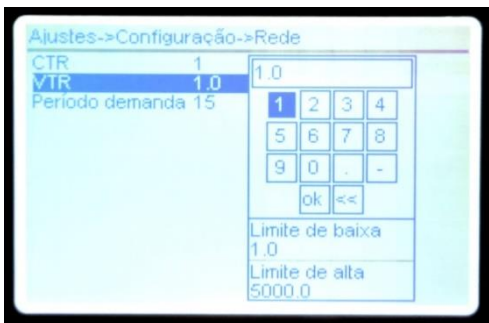 Ajustes->Configuração->Rede
CTR 1
VTR 1.0
Período demanda 15
1.0
1 2 3 4
5 6 7 8
9 0 . -
ok <<
Limite de baixa
1.0
Limite de alta
5000.0